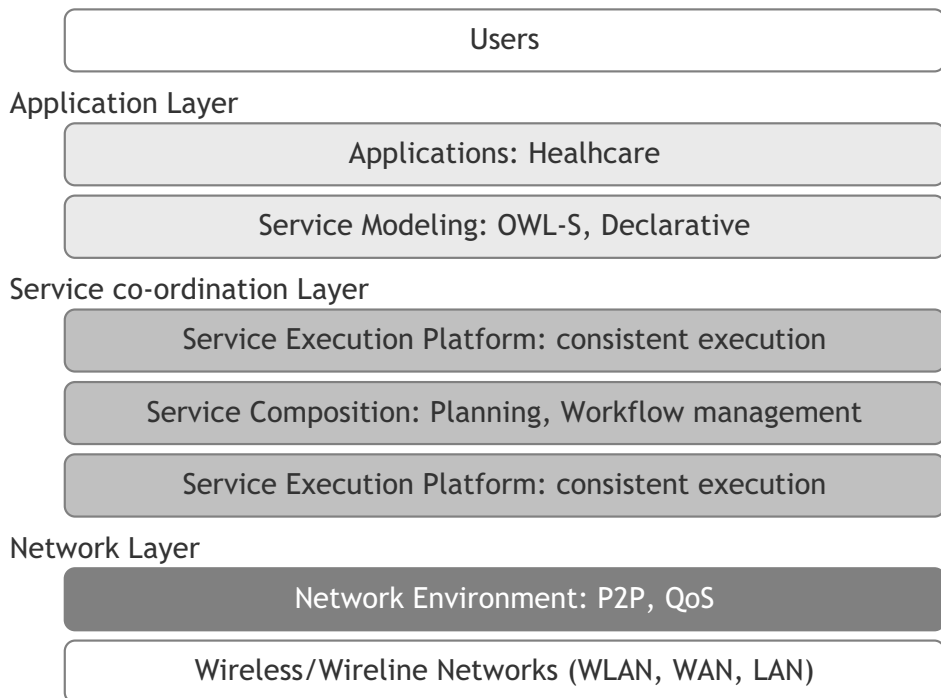 Users
Application Layer
Applications: Healhcare
Service Modeling: OWL-S, Declarative
Service co-ordination Layer
Service Execution Platform: consistent execution
Service Composition: Planning, Workflow management
Service Execution Platform: consistent execution
Network Layer
Network Environment: P2P, QoS
Wireless/Wireline Networks (WLAN, WAN, LAN)